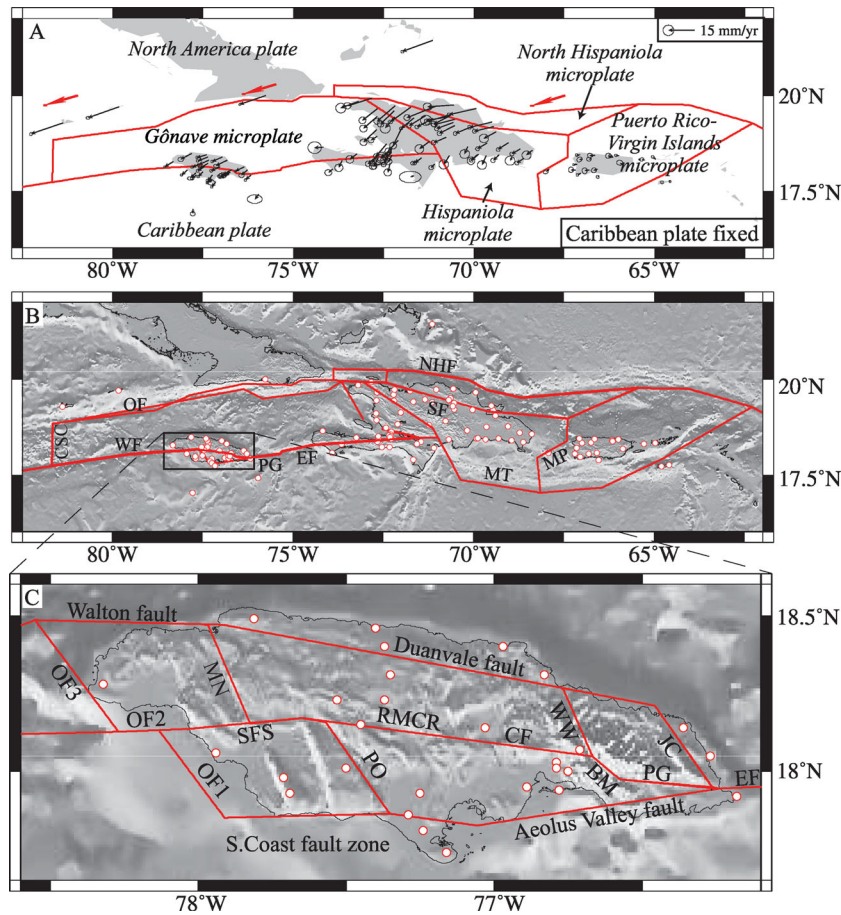 A
North America plate
15 mm/yr
North Hispaniola
microplate
20°N
Gônave microplate
Puerto Rico-
Virgin Islands
microplate
17.5°N
Caribbean plate
Hispaniola
microplate
Caribbean plate fixed
80°W
75°W
70°W
65°W
B
NHF
20°N
OF
SF
CSC
WF
PG
EF
MT
MP
17.5°N
80°W
75°W
70°W
65°W
C
Walton fault
18.5°N
Duanvale fault
OF3
MN
OF2
SFS
RMCR
CF
WW
JC
OF1
PO
BM
PG
EF
18°N
S.Coast fault zone
Aeolus Valley fault
78°W
77°W